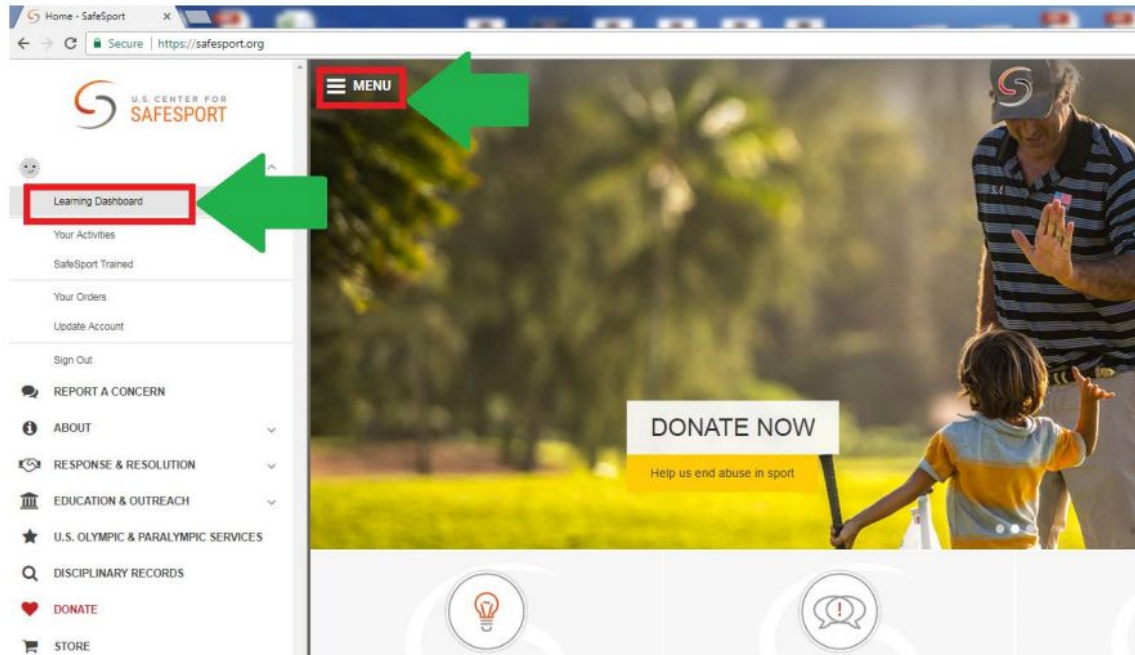 Home - SafeSport
Secure | https://safesport.org
U.S. CENTER FOR
SAFESPORT
MENU
Learning Dashboard
Your Activities
SafeSport Trained
Your Orders
Update Account
Sign Out
REPORT A CONCERN
ABOUT
RESPONSE & RESOLUTION
EDUCATION & OUTREACH
U.S. OLYMPIC & PARALYMPIC SERVICES
DISCIPLINARY RECORDS
DONATE
STORE
DONATE NOW
Help us end abuse in sport